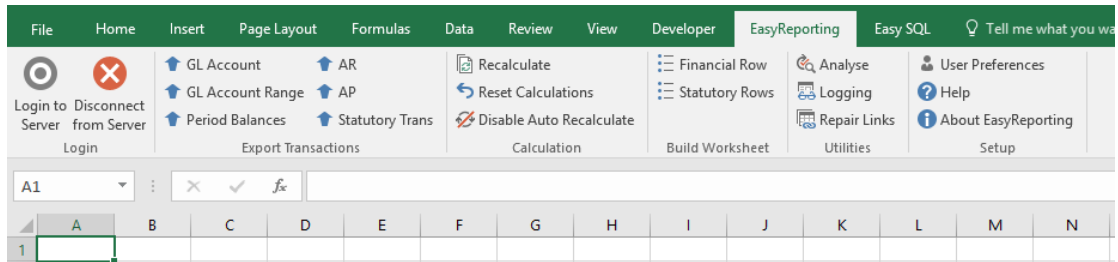 File Home Insert Page Layout Formulas Data Review View Developer EasyReporting Easy SQL Tell me what you wa
GL Account AR Recalculate Financial Row Analyse User Preferences
Login to Disconnect GL Account Range AP Reset Calculations Statutory Rows Logging Help
Server from Server Period Balances Statutory Trans Disable Auto Recalculate Repair Links About EasyReporting
Login Export Transactions Calculation Build Worksheet Utilities Setup
A1 fx
A B C D E F G H I J K L M N
1